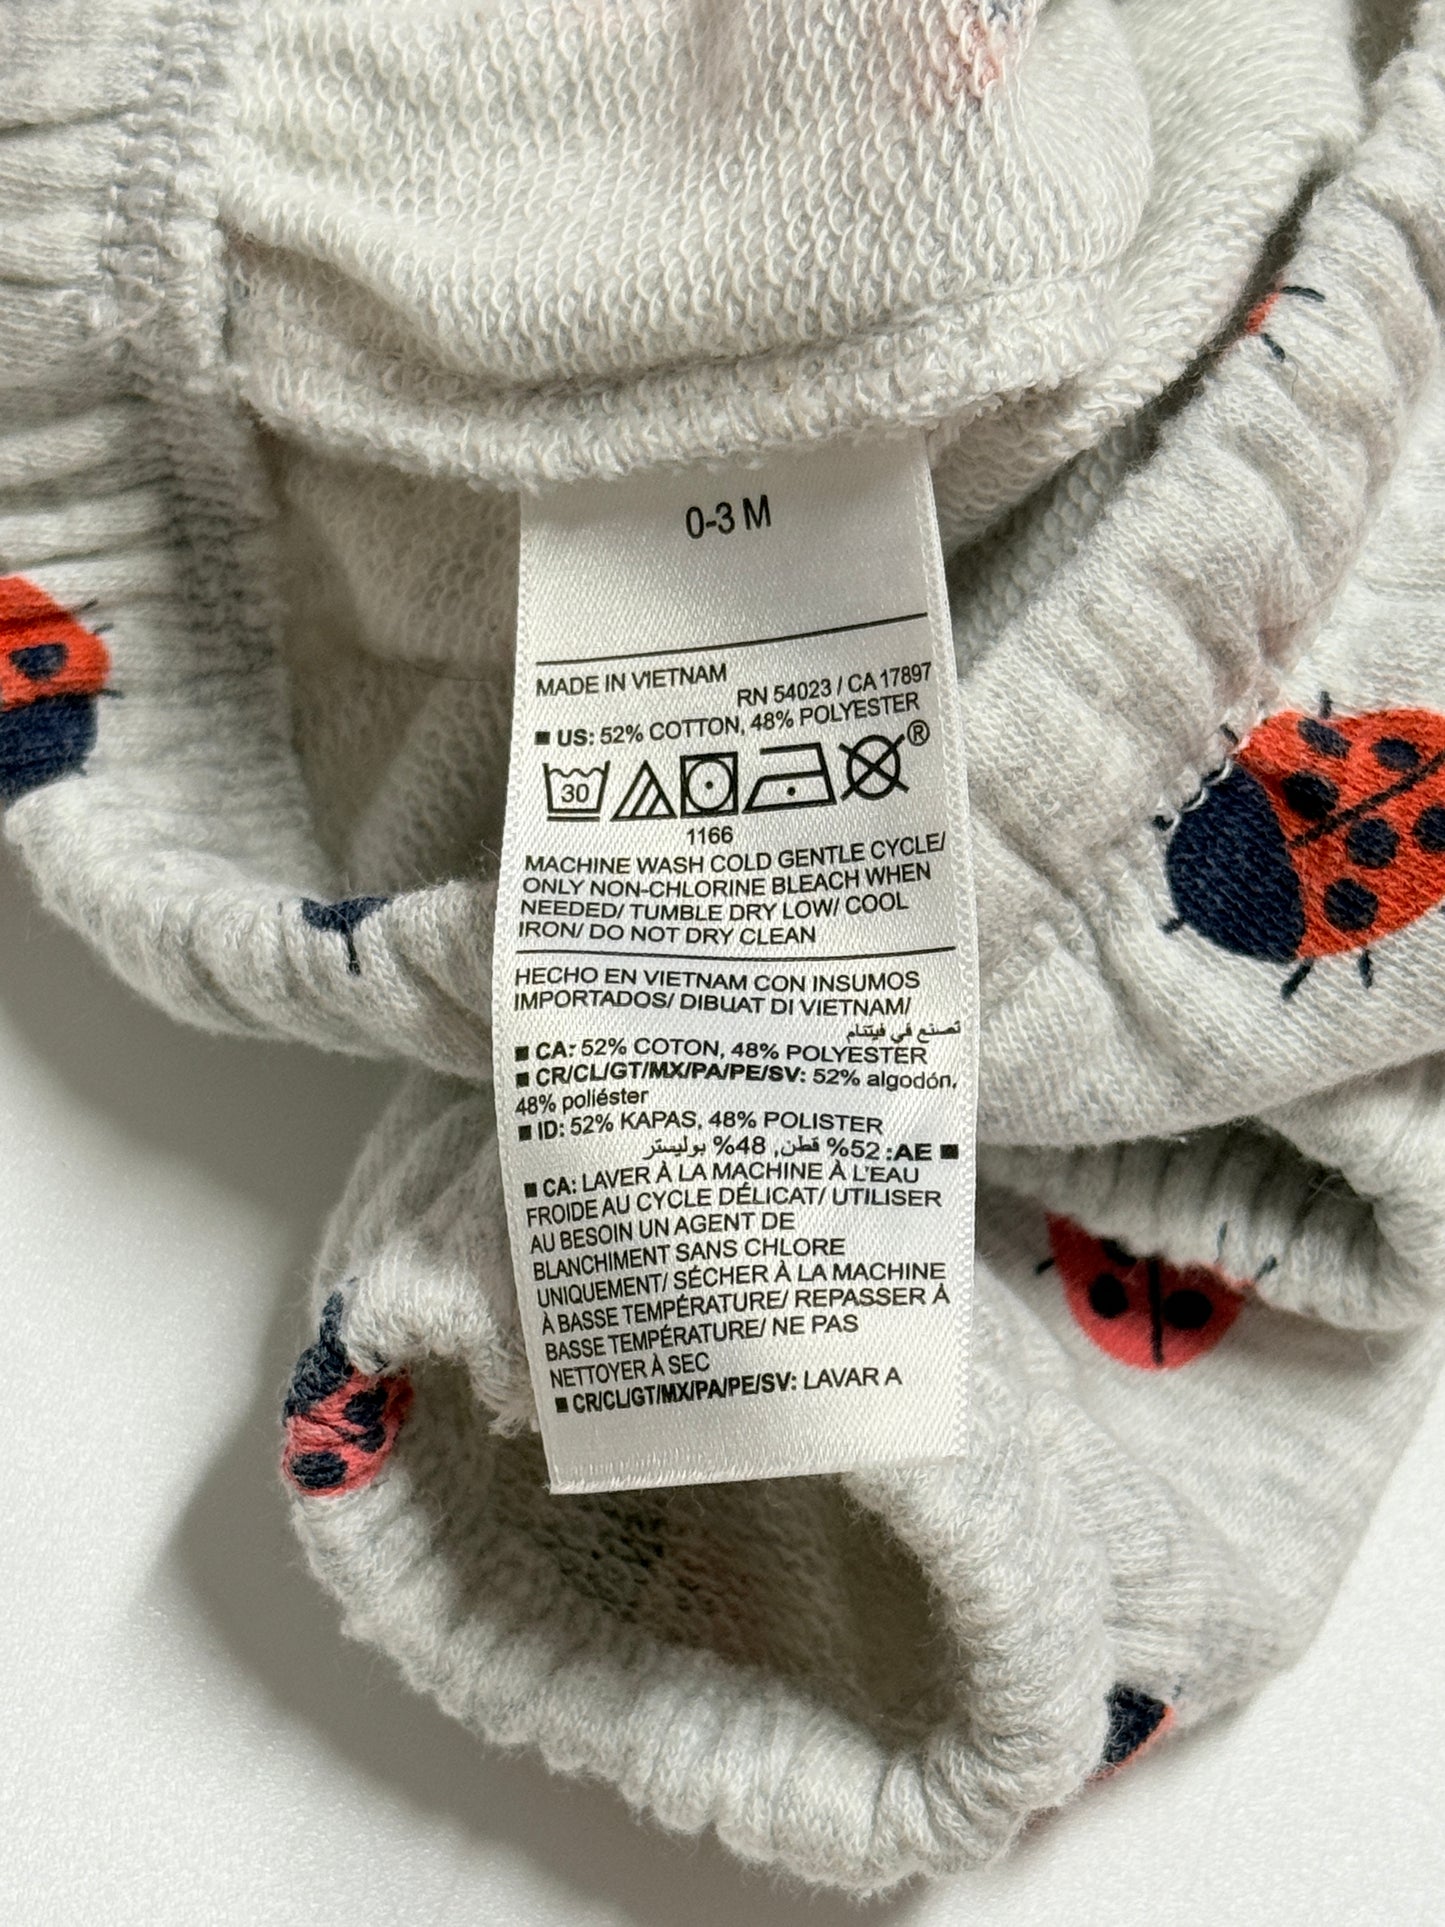 0-3 M
MADE IN VIETNAM
RN 54023 / CA 17897
■ US: 52% COTTON, 48% POLYESTER
30
®
1166
MACHINE WASH COLD GENTLE CYCLE/
ONLY NON-CHLORINE BLEACH WHEN
NEEDED/ TUMBLE DRY LOW/ COOL
IRON/ DO NOT DRY CLEAN
HECHO EN VIETNAM CON INSUMOS
IMPORTADOS/ DIBUAT DI VIETNAM/
تصنع في فيتنام
■ CA: 52% COTON, 48% POLYESTER
■ CR/CL/GT/MX/PA/PE/SV: 52% algodón,
48% poliéster
■ ID: 52% KAPAS, 48% POLISTER
■ AE: 52% قطن, 48% بوليستر
■ CA: LAVER À LA MACHINE À L'EAU
FROIDE AU CYCLE DÉLICAT/ UTILISER
AU BESOIN UN AGENT DE
BLANCHIMENT SANS CHLORE
UNIQUEMENT/ SÉCHER À LA MACHINE
À BASSE TEMPÉRATURE/ REPASSER À
BASSE TEMPÉRATURE/ NE PAS
NETTOYER À SEC
■ CR/CL/GT/MX/PA/PE/SV: LAVAR A